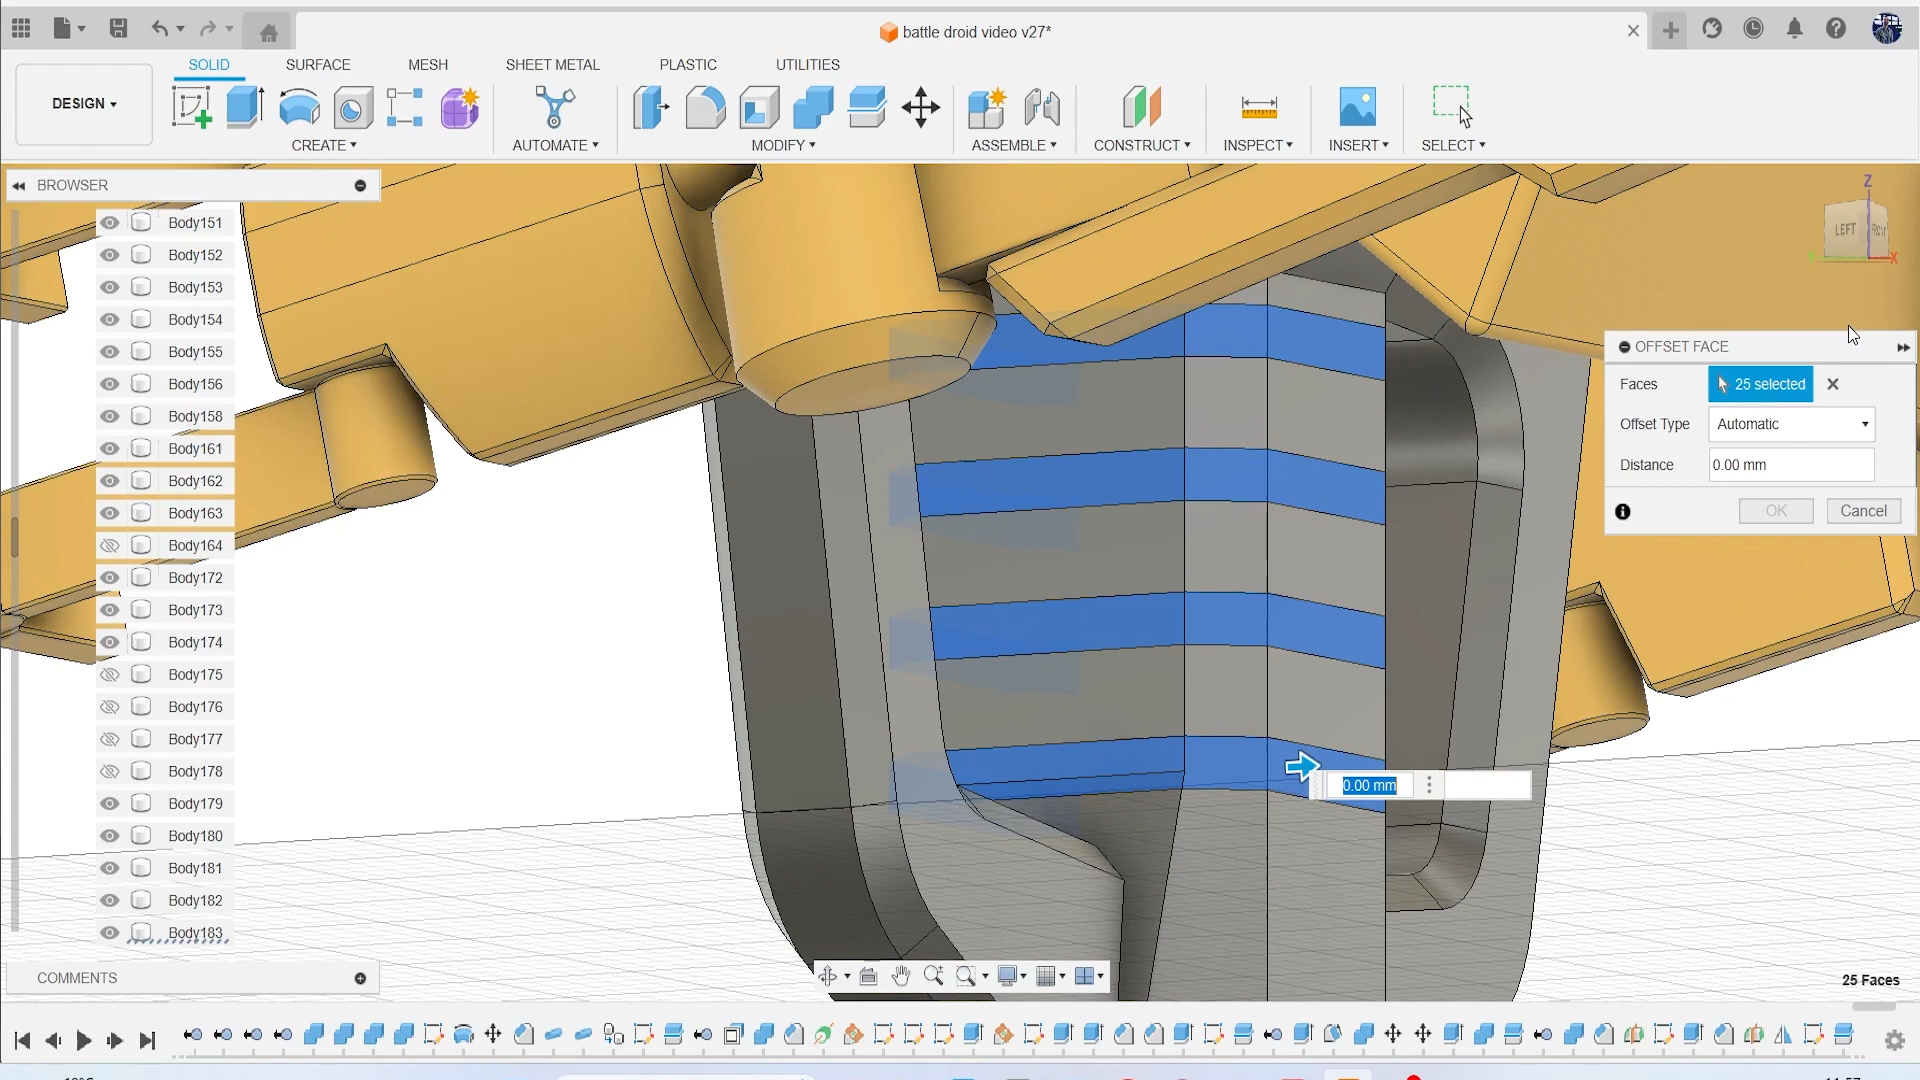 battle droid video v27*
SOLID SURFACE MESH SHEET METAL PLASTIC UTILITIES
DESIGN
CREATE AUTOMATE MODIFY ASSEMBLE CONSTRUCT INSPECT INSERT SELECT
BROWSER
Body151
Body152
Body153
Body154
Body155
Body156
Body158
Body161
Body162
Body163
Body164
Body172
Body173
Body174
Body175
Body176
Body177
Body178
Body179
Body180
Body181
Body182
Body183
COMMENTS
Z
LEFT FRONT
X
OFFSET FACE
Faces 25 selected
Offset Type Automatic
Distance 0.00 mm
OK Cancel
0.00 mm
25 Faces